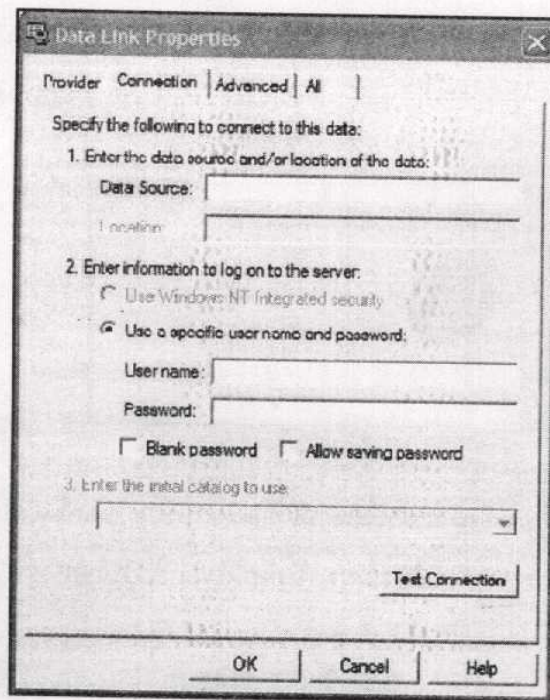 Data Link Properties
Provider Connection Advanced All
Specify the following to connect to this data:
1. Enter the data source and/or location of the data:
Data Source:
Location:
2. Enter information to log on to the server:
Use Windows NT Integrated security
Use a specific user name and password:
User name:
Password:
Blank password Allow saving password
3. Enter the initial catalog to use:
Test Connection
OK Cancel Help